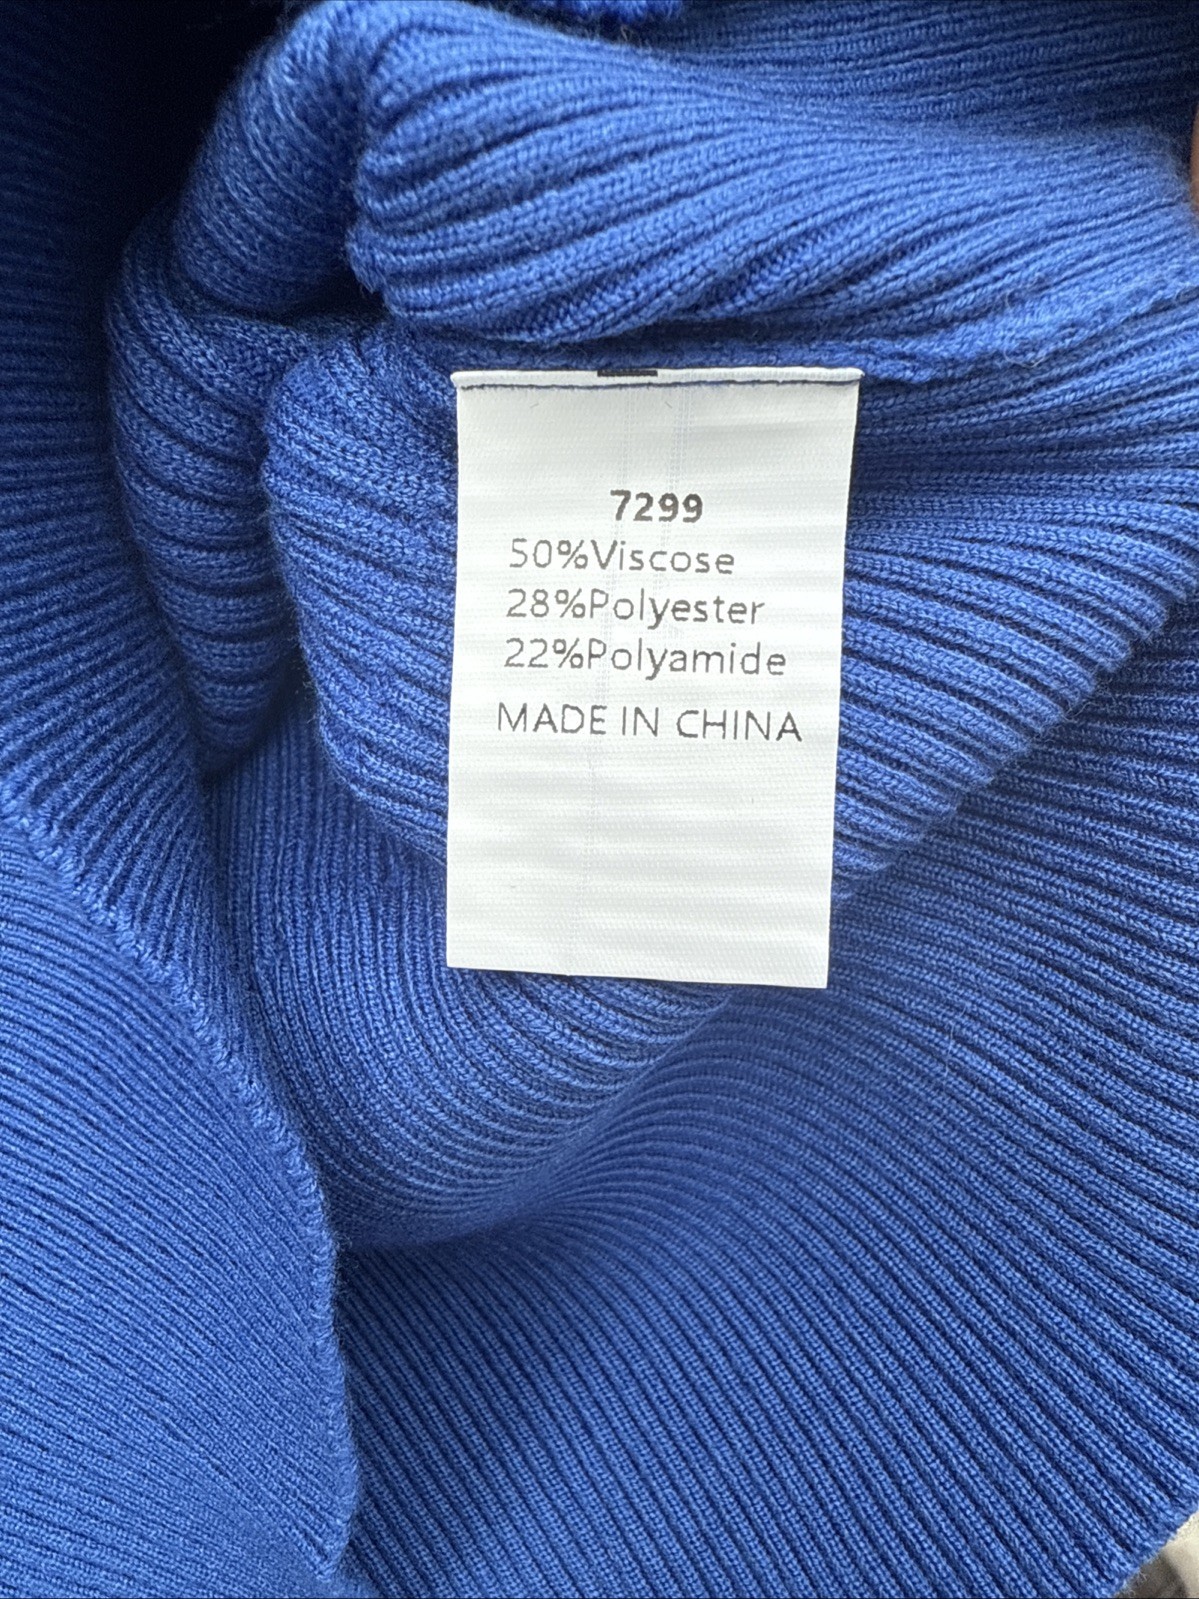 7299
50%Viscose
28%Polyester
22%Polyamide
MADE IN CHINA